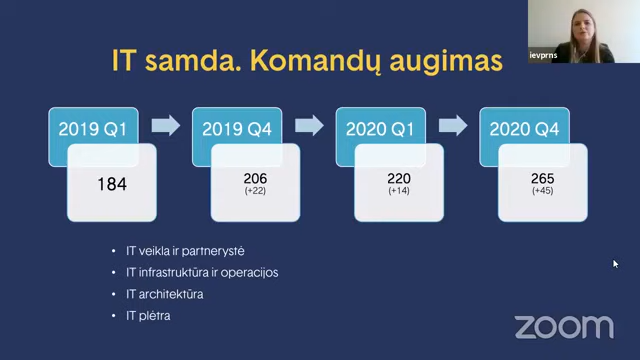 ievprns
IT samda. Komandų augimas
2019 Q1
2019 Q4
2020 Q1
2020 Q4
184
206
(+22)
220
(+14)
265
(+45)
• IT veikla ir partnerystė
• IT infrastruktūra ir operacijos
• IT architektūra
• IT plėtra
zoom